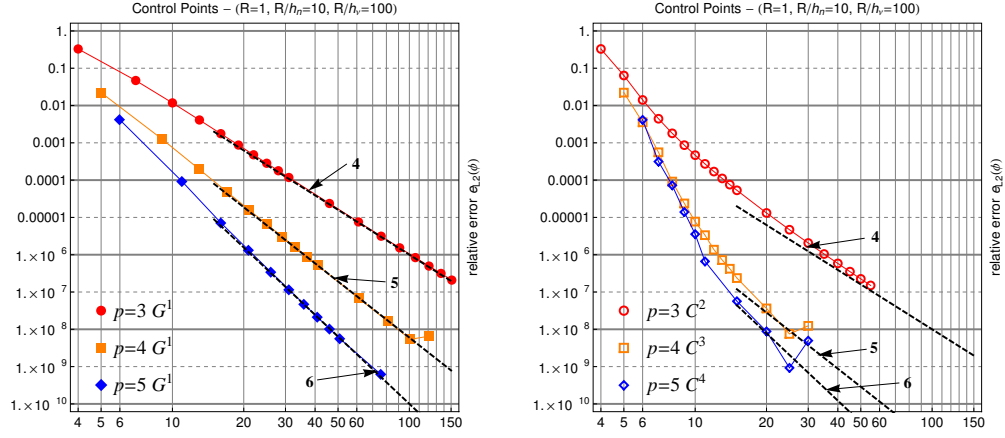 Control Points – (R=1, R/hₙ=10, R/hᵥ=100)
1.
0.1
0.01
0.001
0.0001
0.00001
1.×10 6
1.×10 7
1.×10 8
1.×10 9
1.×10 10
4
5
6
p=3 G¹
p=4 G¹
p=5 G¹
4 5 6 10 20 30 40 50 60 100 150
relative error e_L2(ϕ)
Control Points – (R=1, R/hₙ=10, R/hᵥ=100)
1.
0.1
0.01
0.001
0.0001
0.00001
1.×10 6
1.×10 7
1.×10 8
1.×10 9
1.×10 10
4
5
6
p=3 C²
p=4 C³
p=5 C⁴
4 5 6 10 20 30 40 50 60 100 150
relative error e_L2(ϕ)